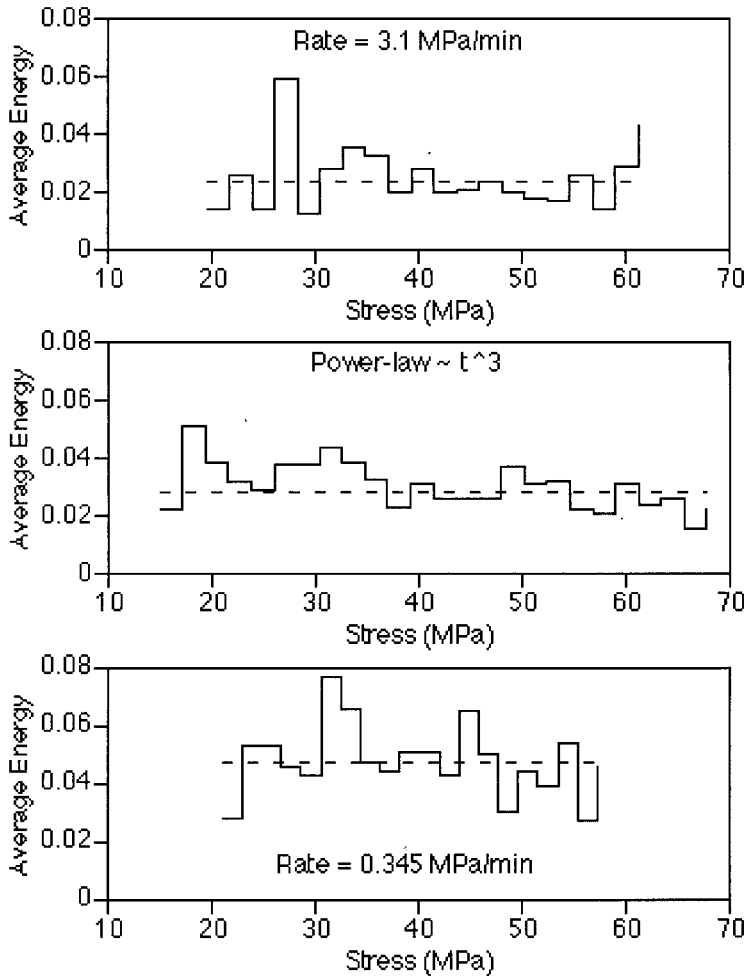 0.08
Rate = 3.1 MPa/min
0.06
0.04
0.02
0
Average Energy
10 20 30 40 50 60 70
Stress (MPa)
0.08
Power-law ~ t^3
0.06
0.04
0.02
0
Average Energy
10 20 30 40 50 60 70
Stress (MPa)
0.08
0.06
0.04
0.02
Rate = 0.345 MPa/min
0
Average Energy
10 20 30 40 50 60 70
Stress (MPa)